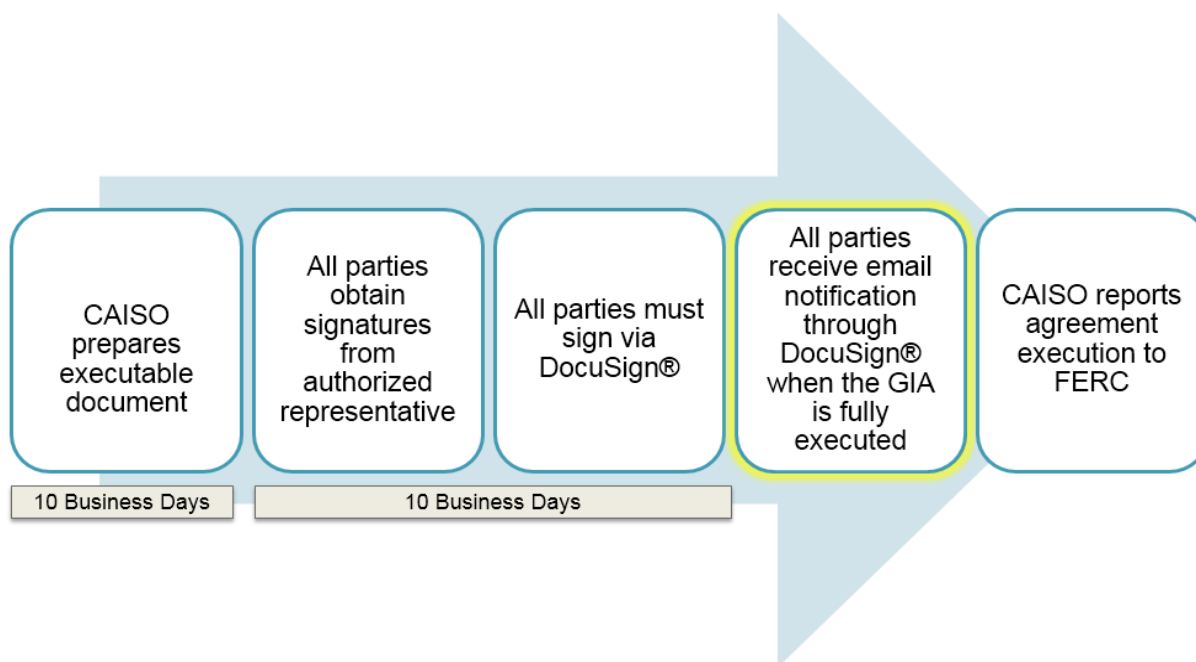 CAISO
prepares
executable
document
All parties
obtain
signatures
from
authorized
representative
All parties must
sign via
DocuSign®
All parties
receive email
notification
through
DocuSign®
when the GIA
is fully
executed
CAISO reports
agreement
execution to
FERC
10 Business Days
10 Business Days